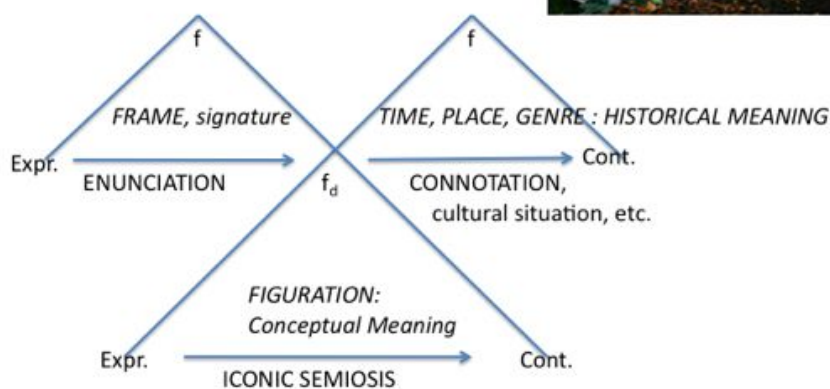 f
f
FRAME, signature
TIME, PLACE, GENRE : HISTORICAL MEANING
Expr.
Cont.
ENUNCIATION
f_d
CONNOTATION,
cultural situation, etc.
FIGURATION:
Conceptual Meaning
Expr.
Cont.
ICONIC SEMIOSIS